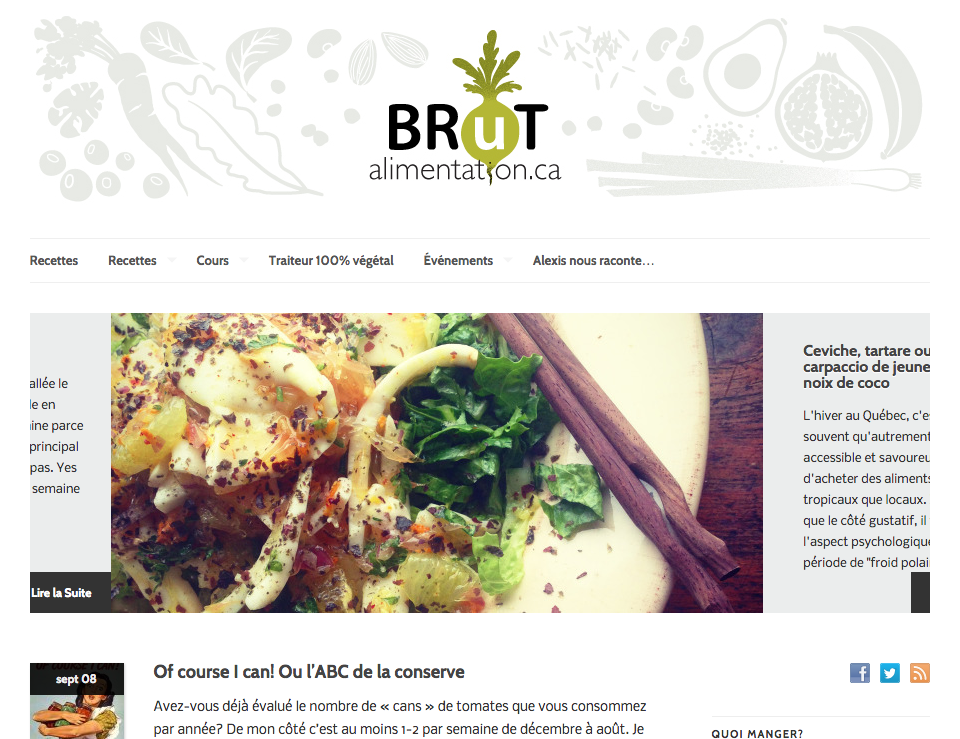 BRUT
alimentation.ca
Recettes Recettes Cours Traiteur 100% végétal Événements Alexis nous raconte…
allée le
le en
ine parce
principal
pas. Yes
semaine
Lire la Suite
Ceviche, tartare ou
carpaccio de jeune
noix de coco
L'hiver au Québec, c'es
souvent qu'autrement
accessible et savoureu
d'acheter des aliments
tropicaux que locaux.
que le côté gustatif, il
l'aspect psychologique
période de "froid polai
OF COURSE I CAN!
sept 08
Of course I can! Ou l'ABC de la conserve
Avez-vous déjà évalué le nombre de « cans » de tomates que vous consommez
par année? De mon côté c'est au moins 1-2 par semaine de décembre à août. Je
QUOI MANGER?